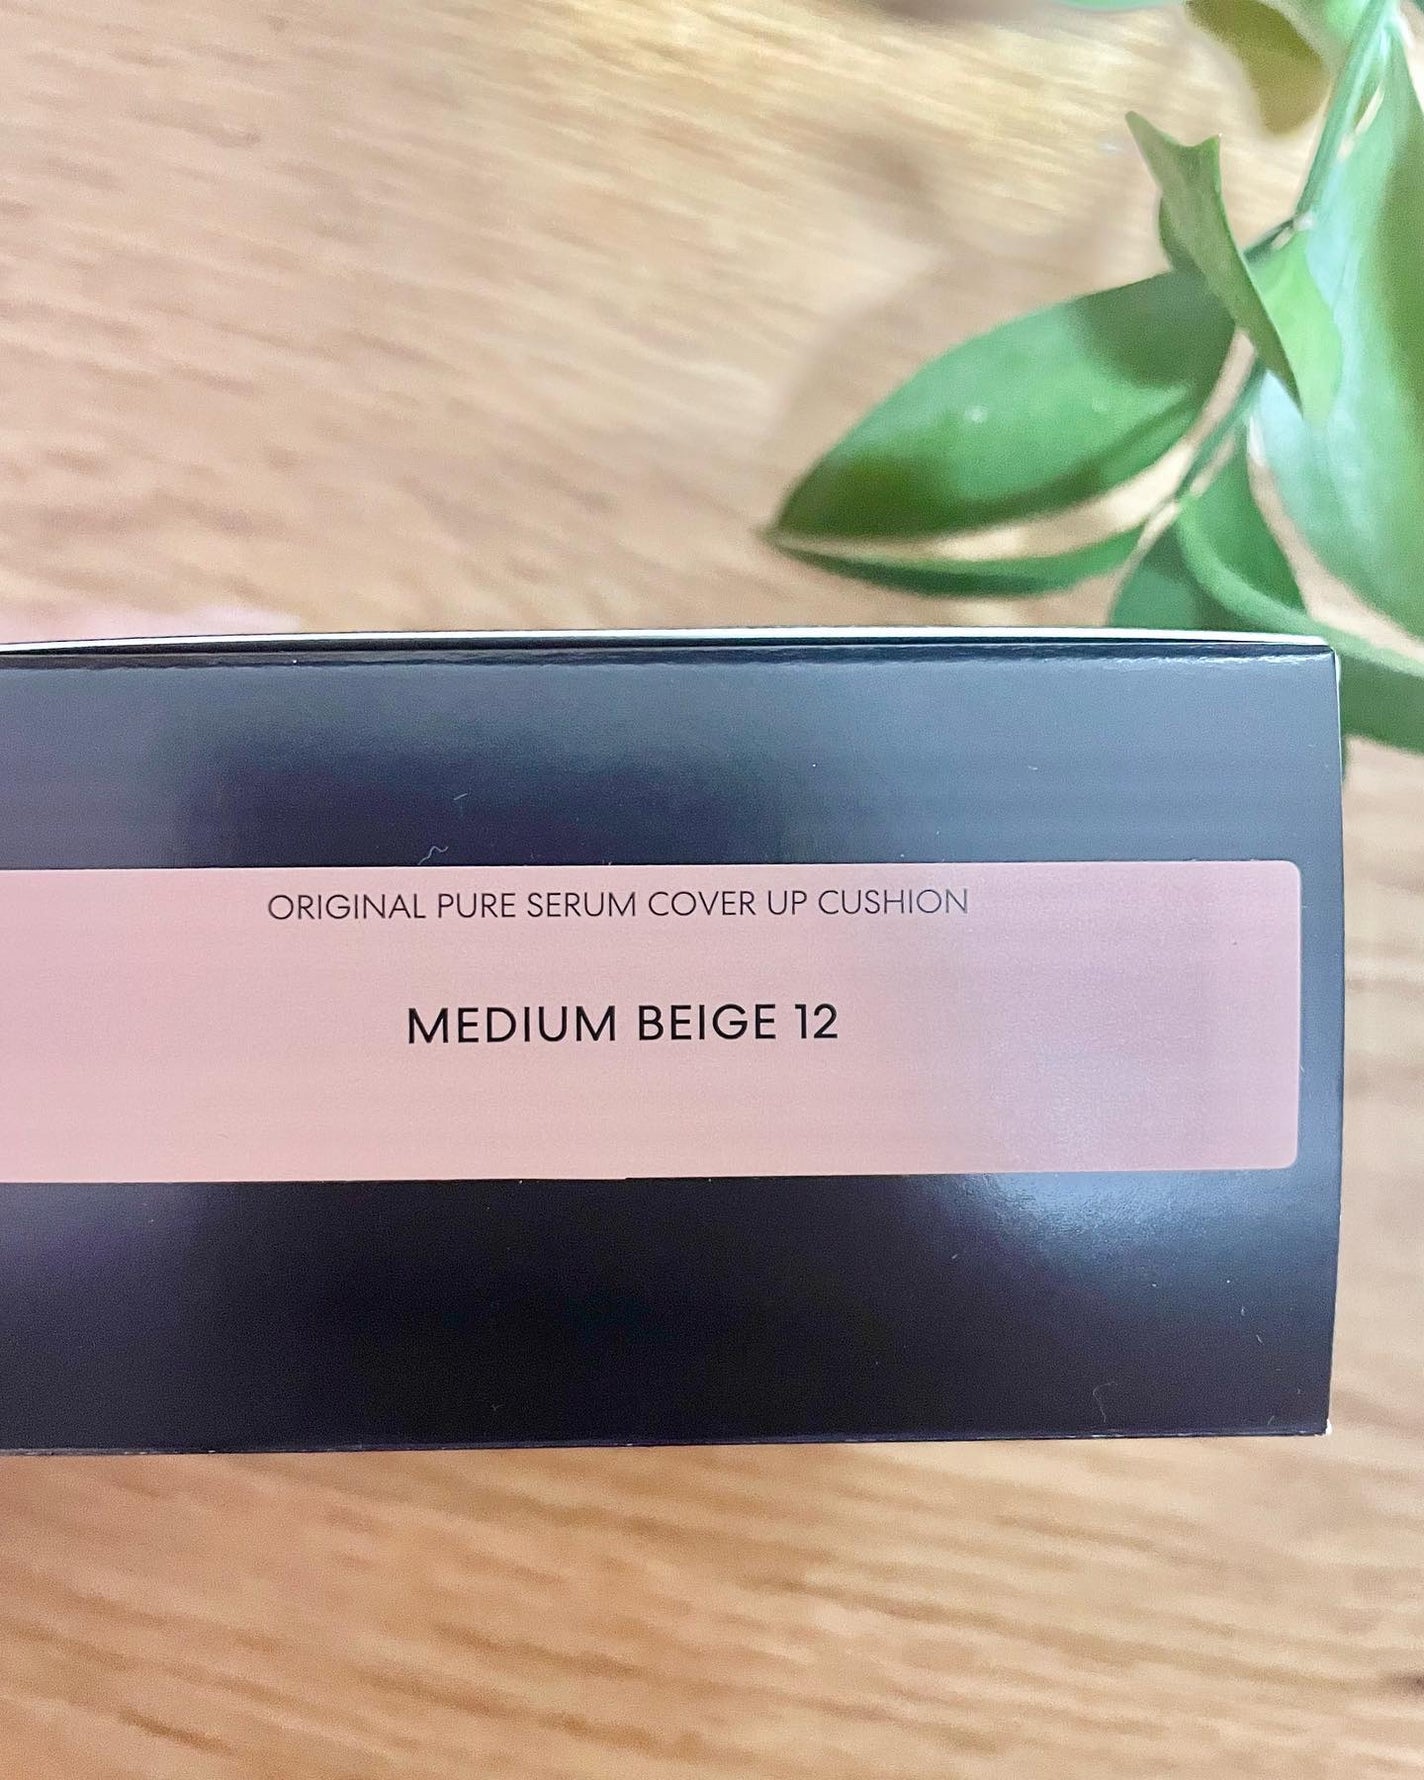 ORIGINAL PURE SERUM COVER UP CUSHION
MEDIUM BEIGE 12